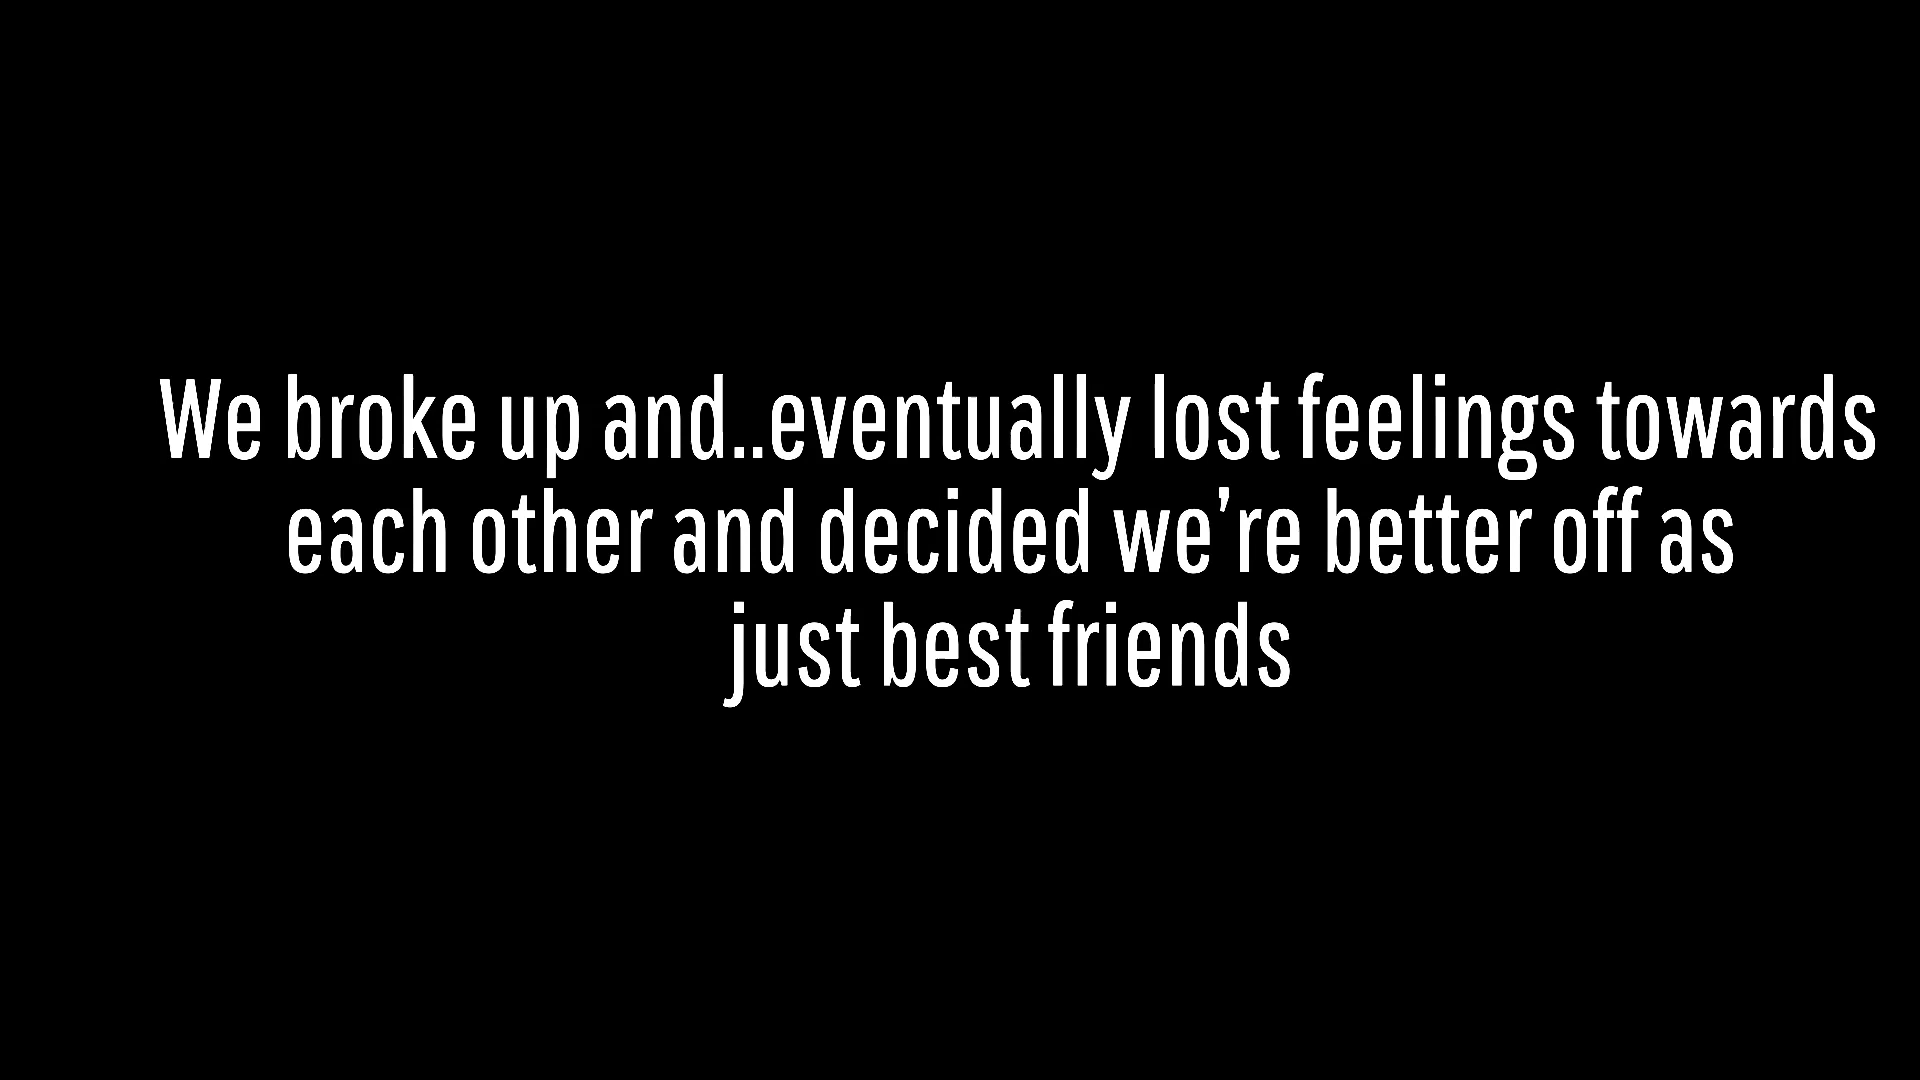 We broke up and..eventually lost feelings towards
each other and decided we’re better off as
just best friends